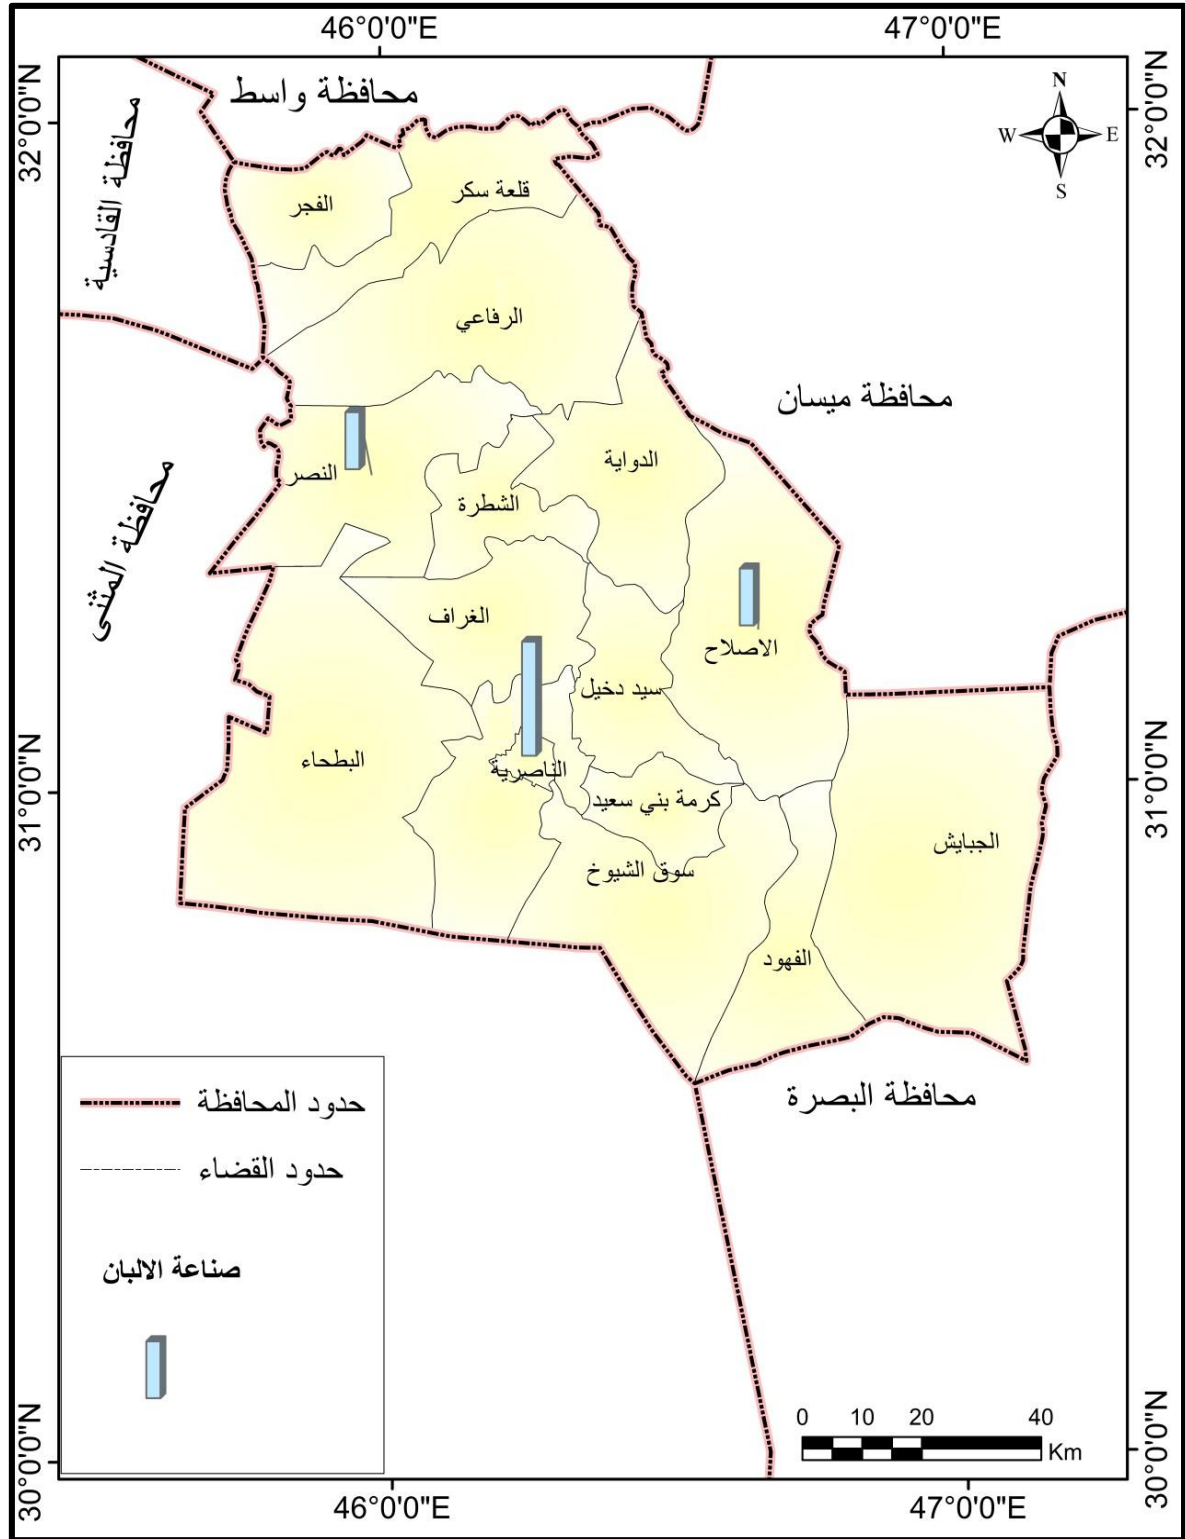 46°0'0"E
47°0'0"E
32°0'0"N
32°0'0"N
محافظة واسط
محافظة القادسية
N
W
E
S
قلعة سكر
الفجر
الرفاعي
محافظة ميسان
الدواية
النصر
الشطرة
محافظة المثنى
الغراف
الاصلاح
سيد دخيل
البطحاء
الناصرية
31°0'0"N
31°0'0"N
كرمة بني سعيد
الجبايش
سوق الشيوخ
الفهود
محافظة البصرة
حدود المحافظة
حدود القضاء
صناعة الالبان
0 10 20 40
Km
30°0'0"N
30°0'0"N
46°0'0"E
47°0'0"E